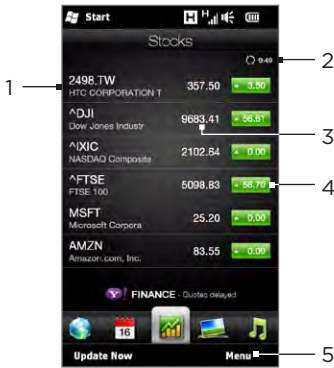 Start
H
Stocks
9:49
2
1
2498.TW
HTC CORPORATION T
357.50
3.50
^DJI
Dow Jones Industr
9683.41
56.81
3
^IXIC
NASDAQ Composite
2102.64
0.00
^FTSE
FTSE 100
5098.83
56.70
4
MSFT
Microsoft Corpora
25.20
0.00
AMZN
Amazon.com, Inc.
83.55
0.00
Y! FINANCE - Quotes delayed
16
Update Now
Menu
5